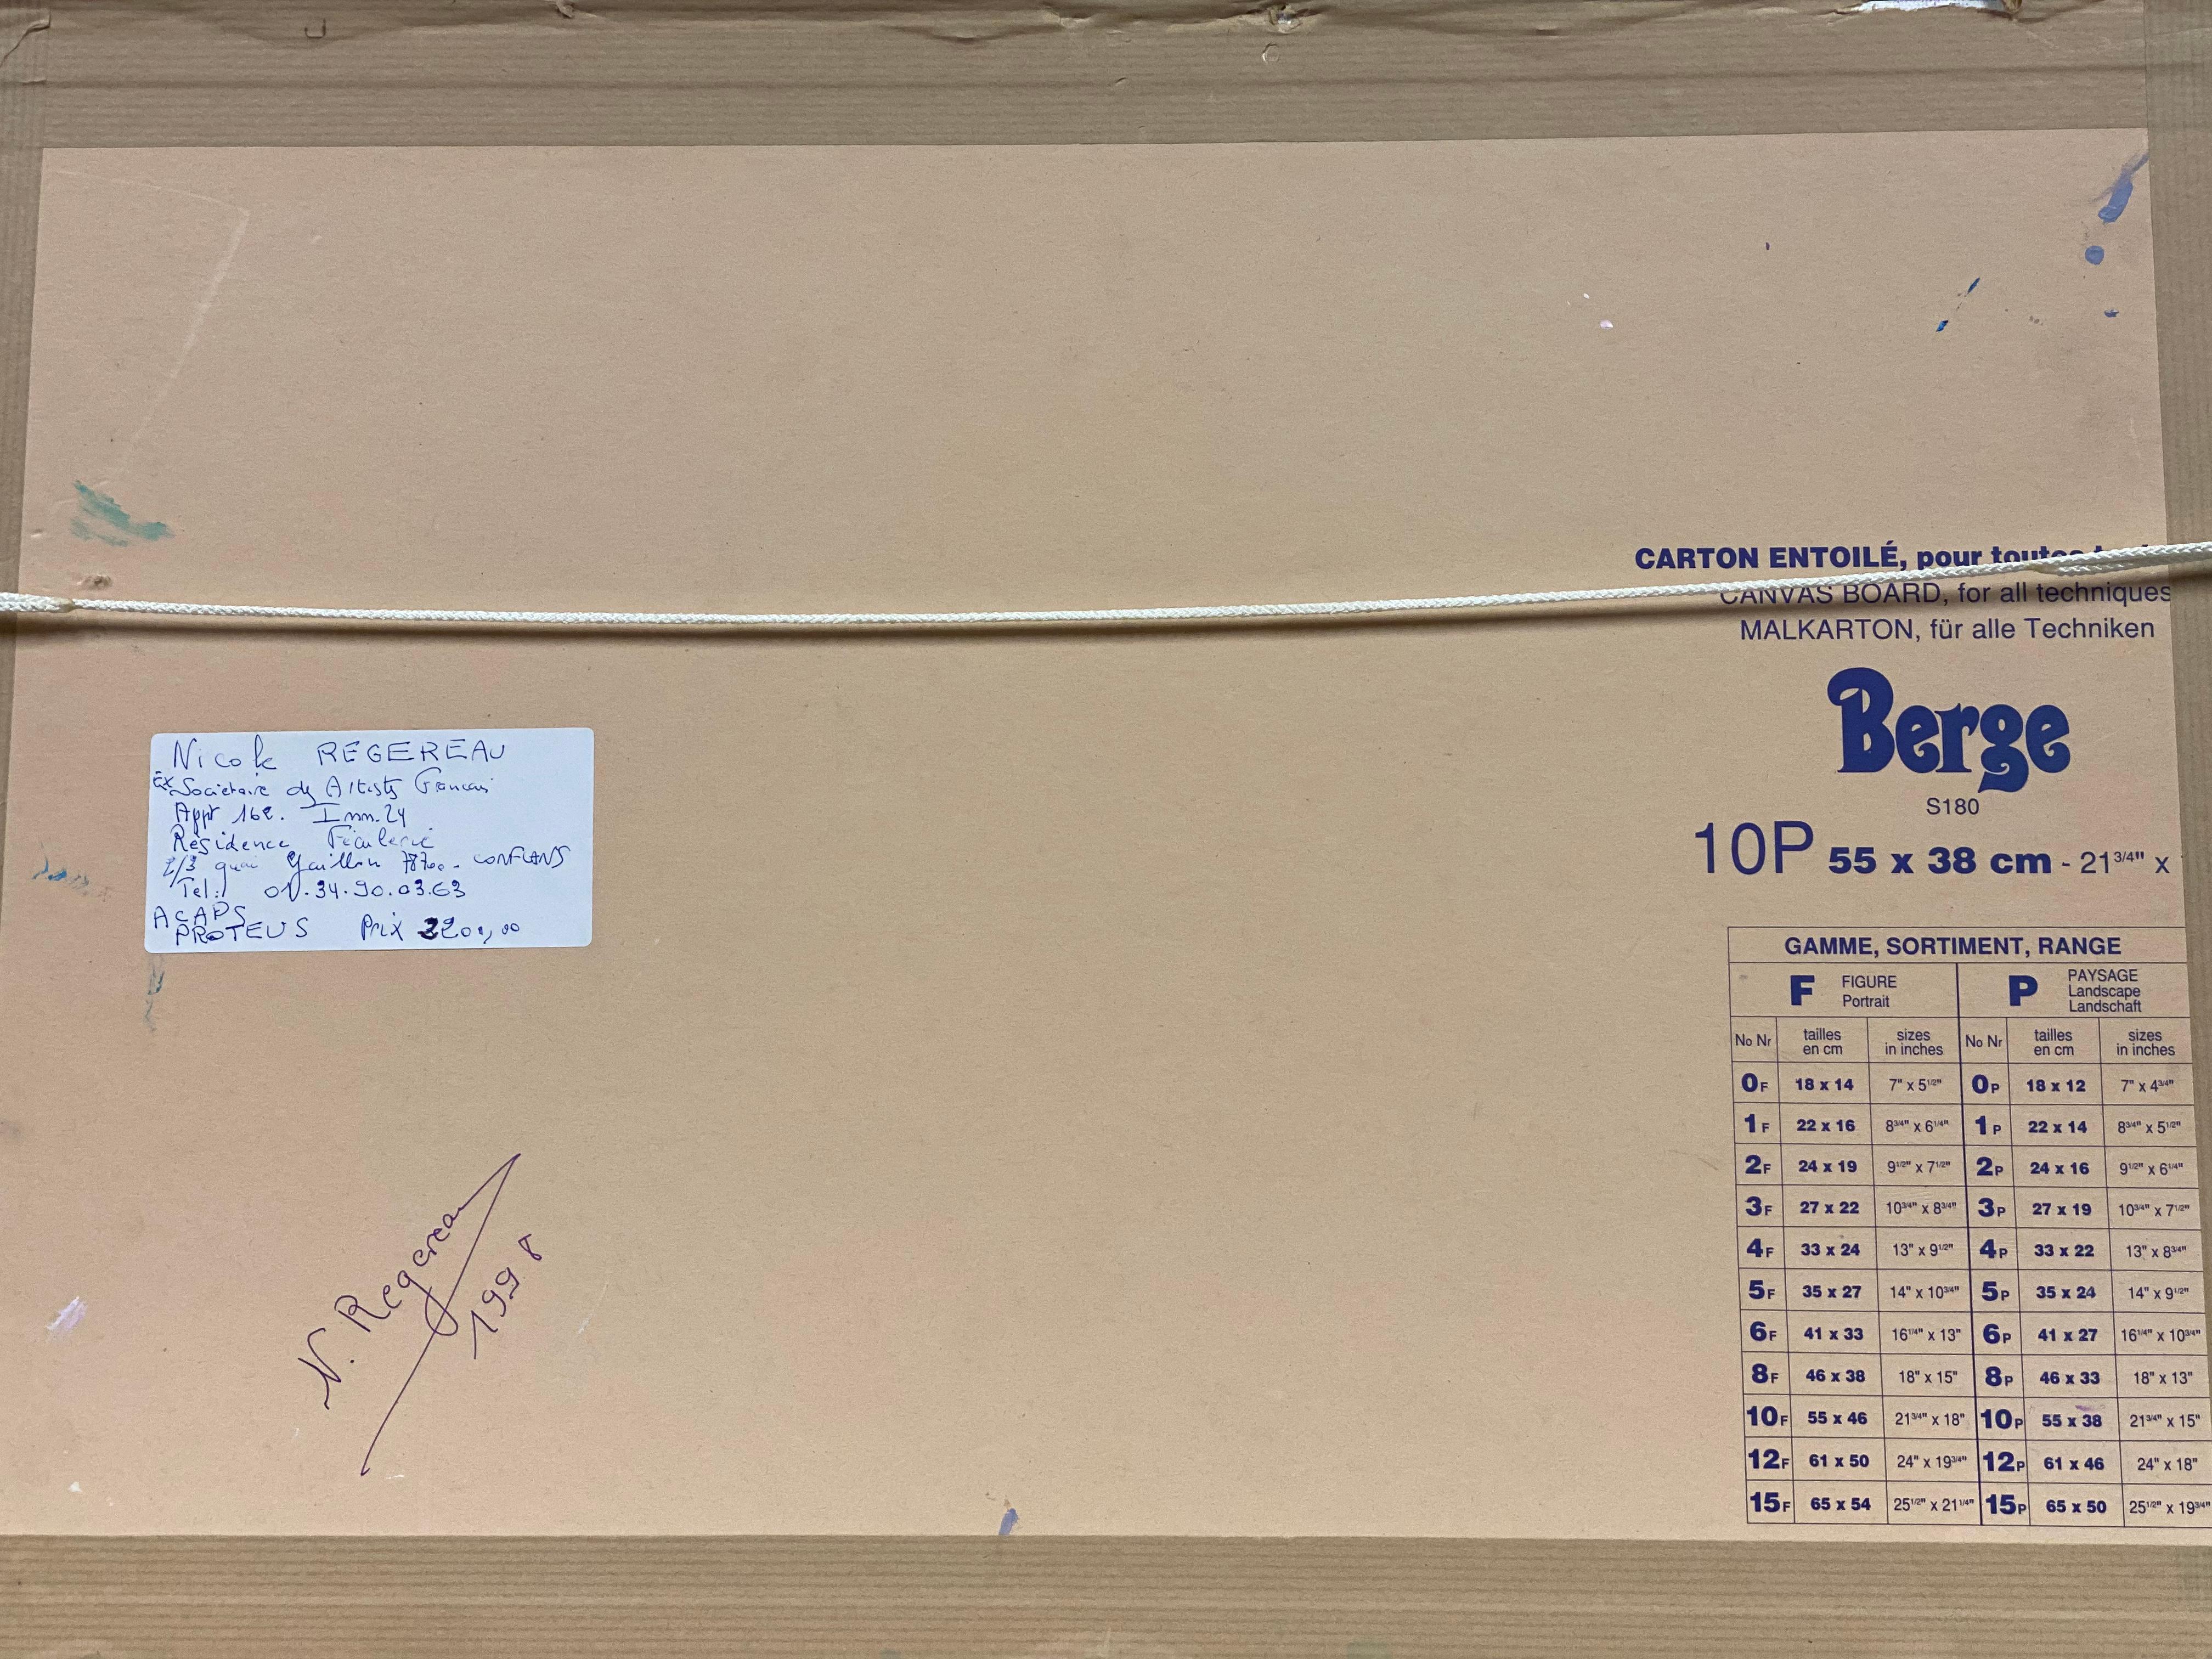 CARTON ENTOILÉ, pour toutes
CANVAS BOARD, for all techniques
MALKARTON, für alle Techniken
Berge
S180
10P 55 x 38 cm - 21 3/4" x
Nicole REGEREAU
Ex Sociétaire des Artistes Francais
Appt 162. Imm. 24
Résidence Féculerie
2/3 quai Gaillon 78700 - CONFLANS
Tel: 01.34.90.03.63
ACAPS
PROTEUS Prix 2200,00
N. Regereau
1998
GAMME, SORTIMENT, RANGE
F FIGURE Portrait P PAYSAGE Landscape Landschaft
No Nr tailles en cm sizes in inches No Nr tailles en cm sizes in inches
0F 18 x 14 7" x 5 1/2" 0P 18 x 12 7" x 4 3/4"
1F 22 x 16 8 3/4" x 6 1/4" 1P 22 x 14 8 3/4" x 5 1/2"
2F 24 x 19 9 1/2" x 7 1/2" 2P 24 x 16 9 1/2" x 6 1/4"
3F 27 x 22 10 3/4" x 8 3/4" 3P 27 x 19 10 3/4" x 7 1/2"
4F 33 x 24 13" x 9 1/2" 4P 33 x 22 13" x 8 3/4"
5F 35 x 27 14" x 10 3/4" 5P 35 x 24 14" x 9 1/2"
6F 41 x 33 16 1/4" x 13" 6P 41 x 27 16 1/4" x 10 3/4"
8F 46 x 38 18" x 15" 8P 46 x 33 18" x 13"
10F 55 x 46 21 3/4" x 18" 10P 55 x 38 21 3/4" x 15"
12F 61 x 50 24" x 19 3/4" 12P 61 x 46 24" x 18"
15F 65 x 54 25 1/2" x 21 1/4" 15P 65 x 50 25 1/2" x 19 3/4"